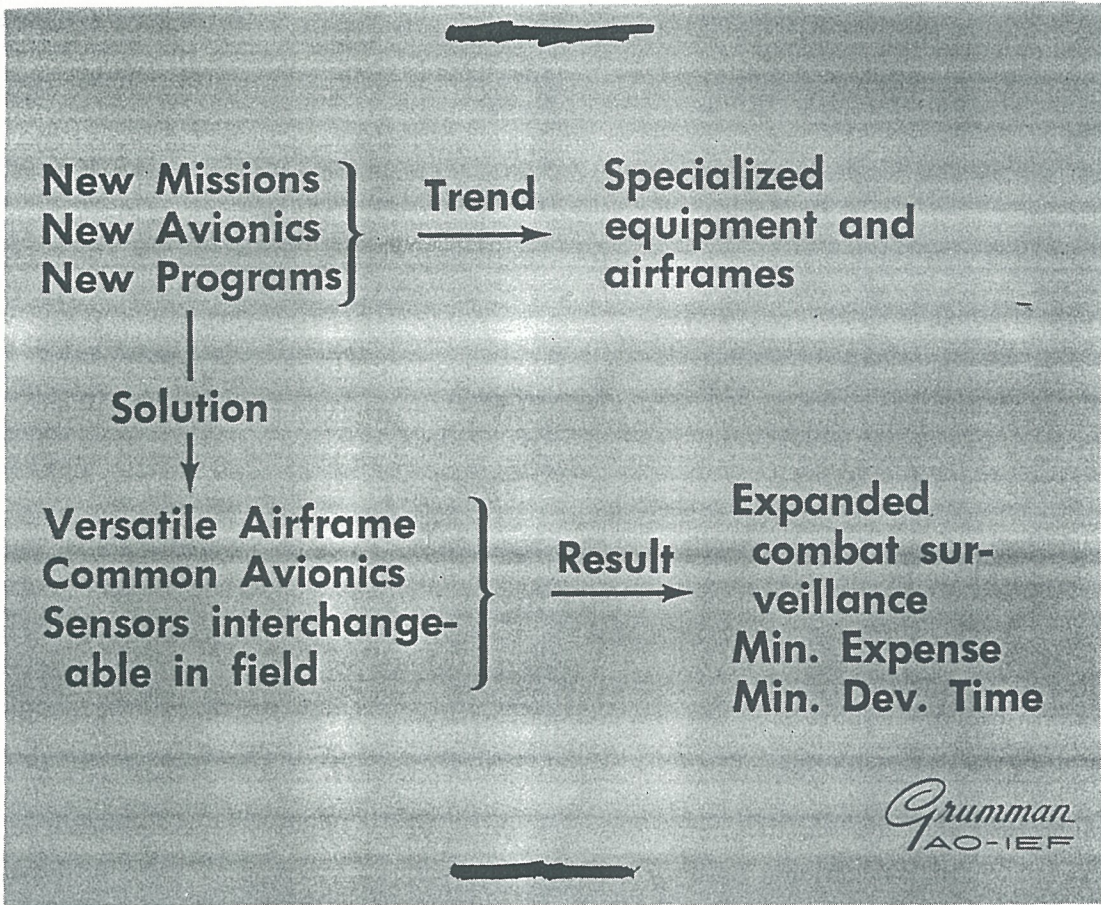 New Missions
New Avionics
New Programs
Trend
Specialized
equipment and
airframes
Solution
Versatile Airframe
Common Avionics
Sensors interchange-
able in field
Result
Expanded
combat sur-
veillance
Min. Expense
Min. Dev. Time
Grumman
AO-1EF